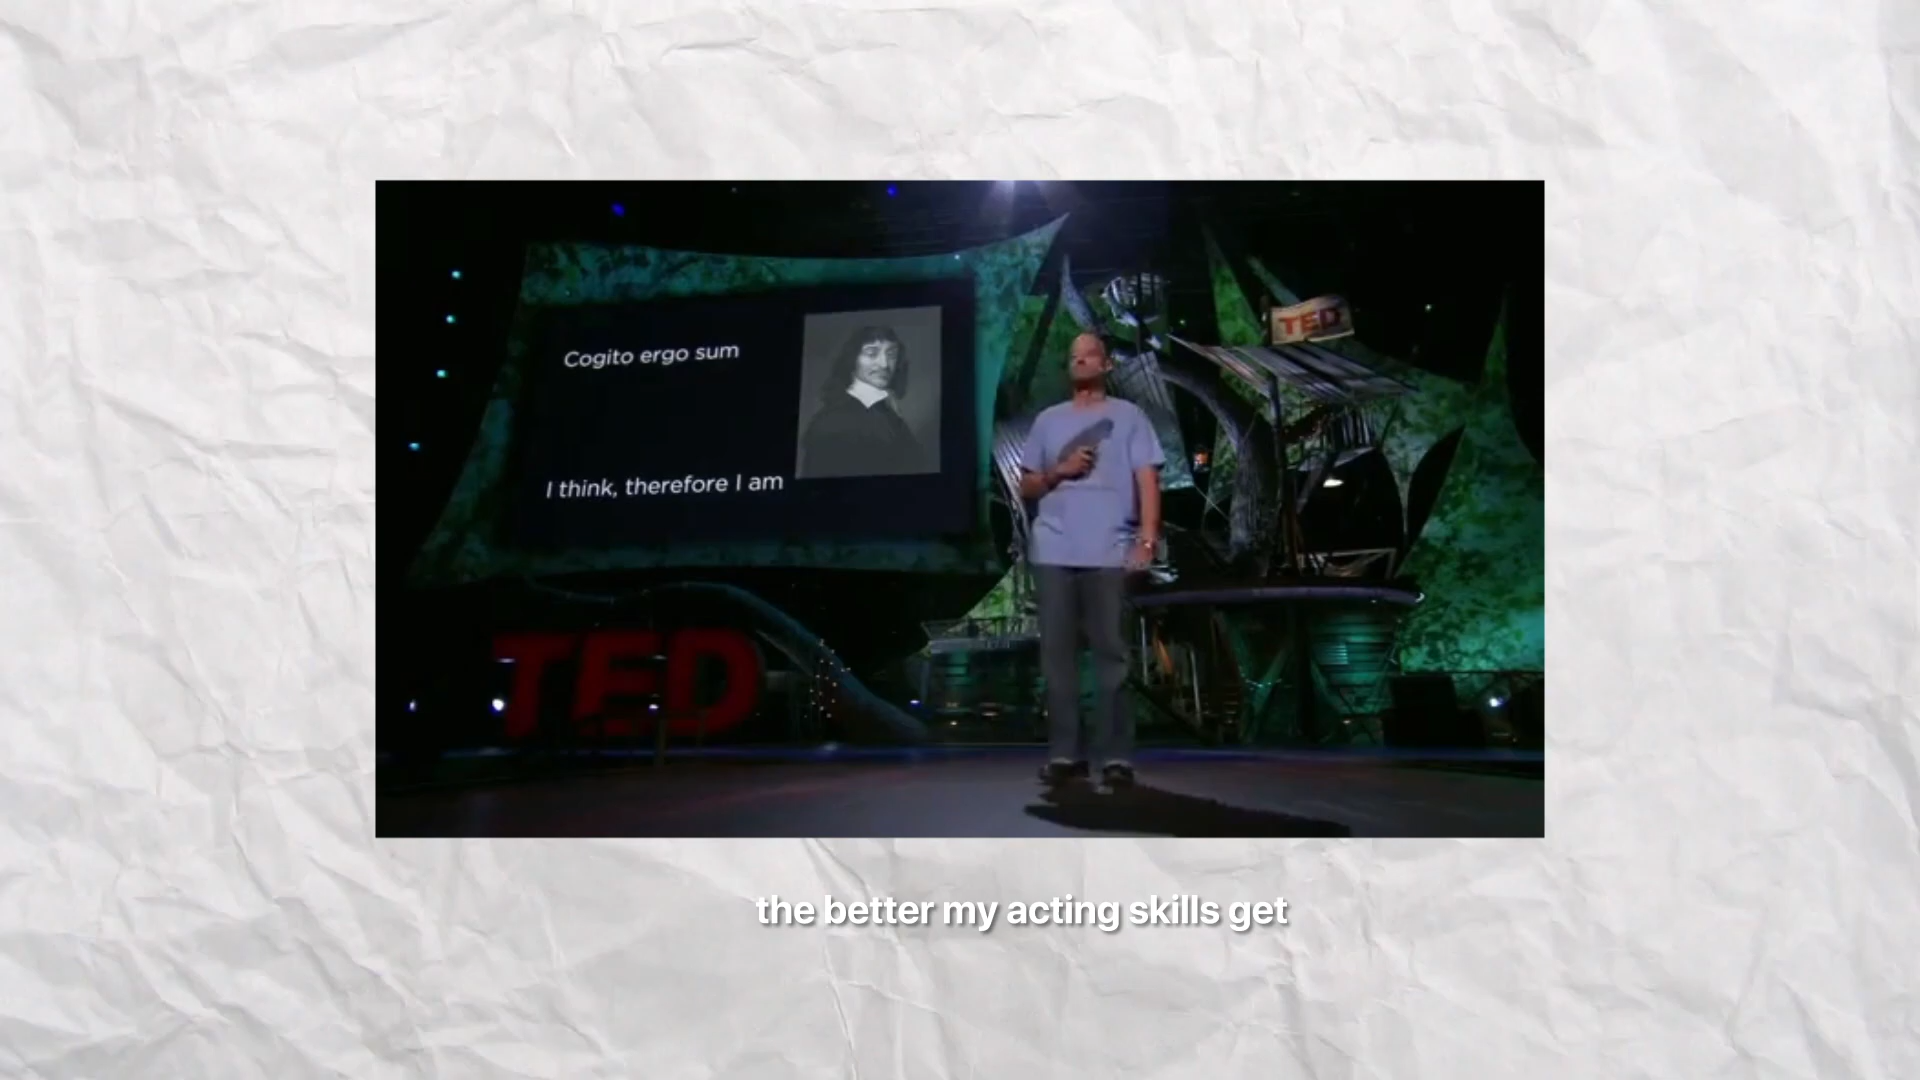 Cogito ergo sum
I think, therefore I am
TED
TED
the better my acting skills get